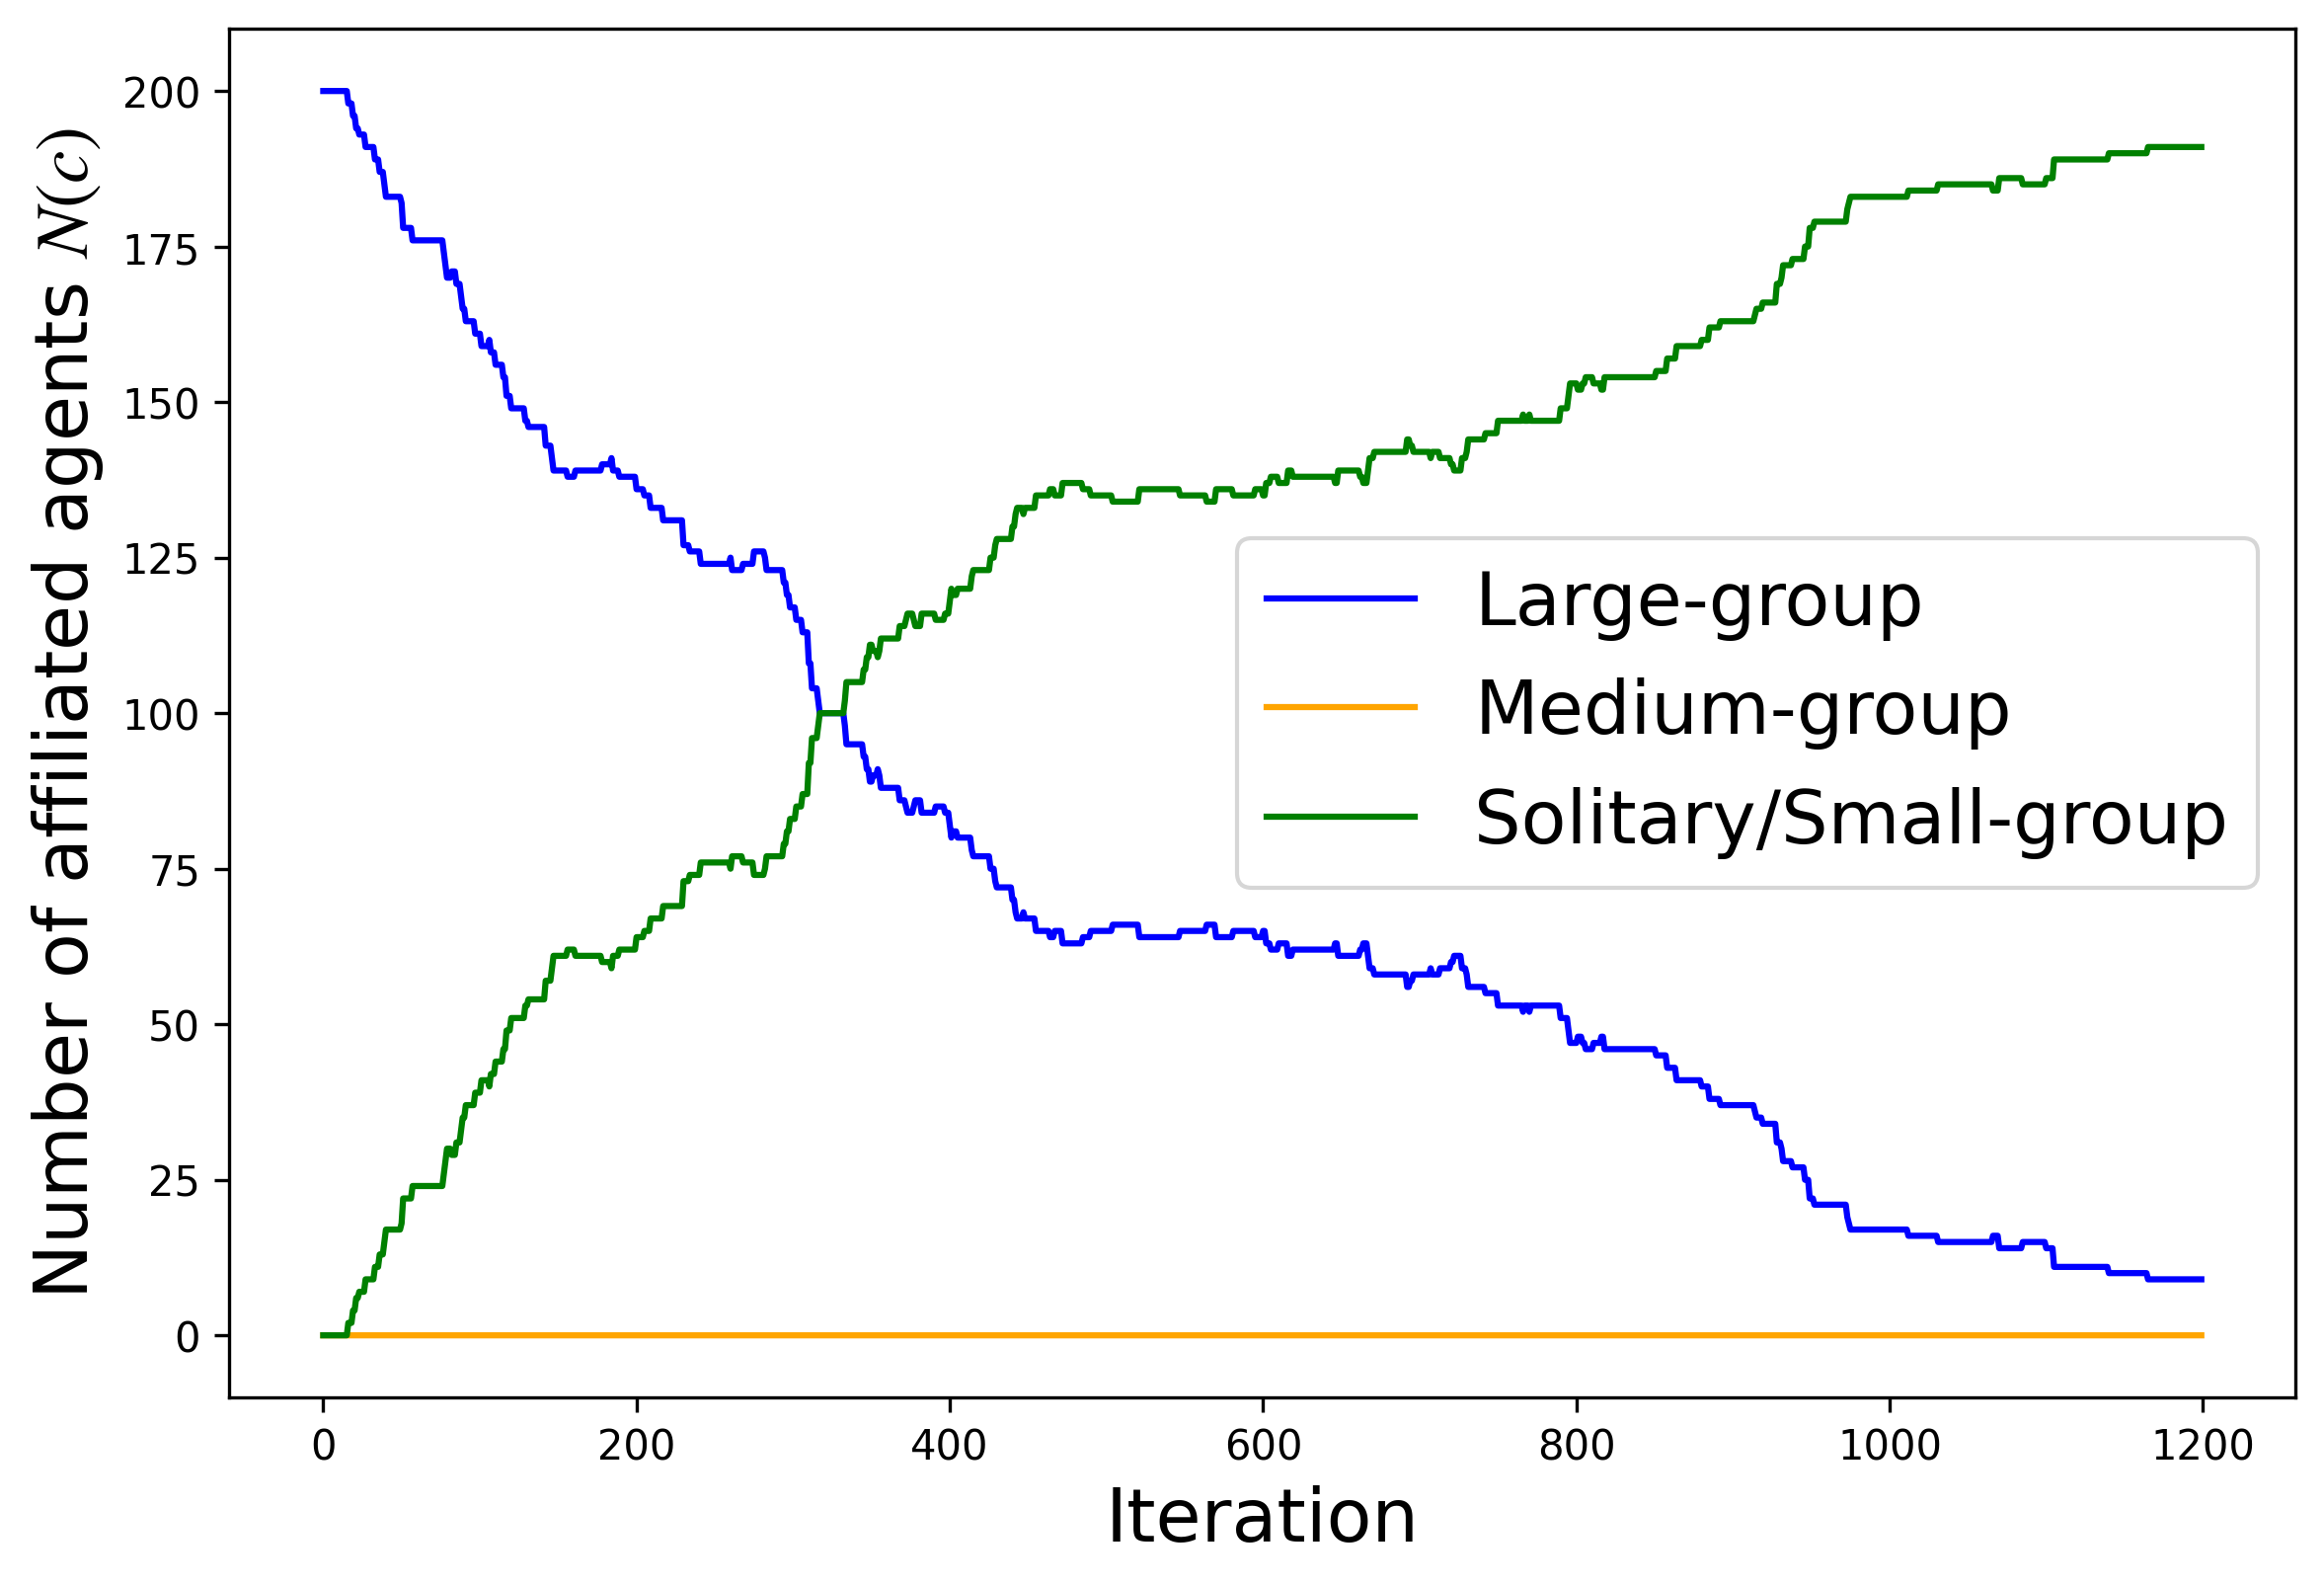 Number of affiliated agents N(c)
200
175
150
125
100
75
50
25
0
Large-group
Medium-group
Solitary/Small-group
0 200 400 600 800 1000 1200
Iteration